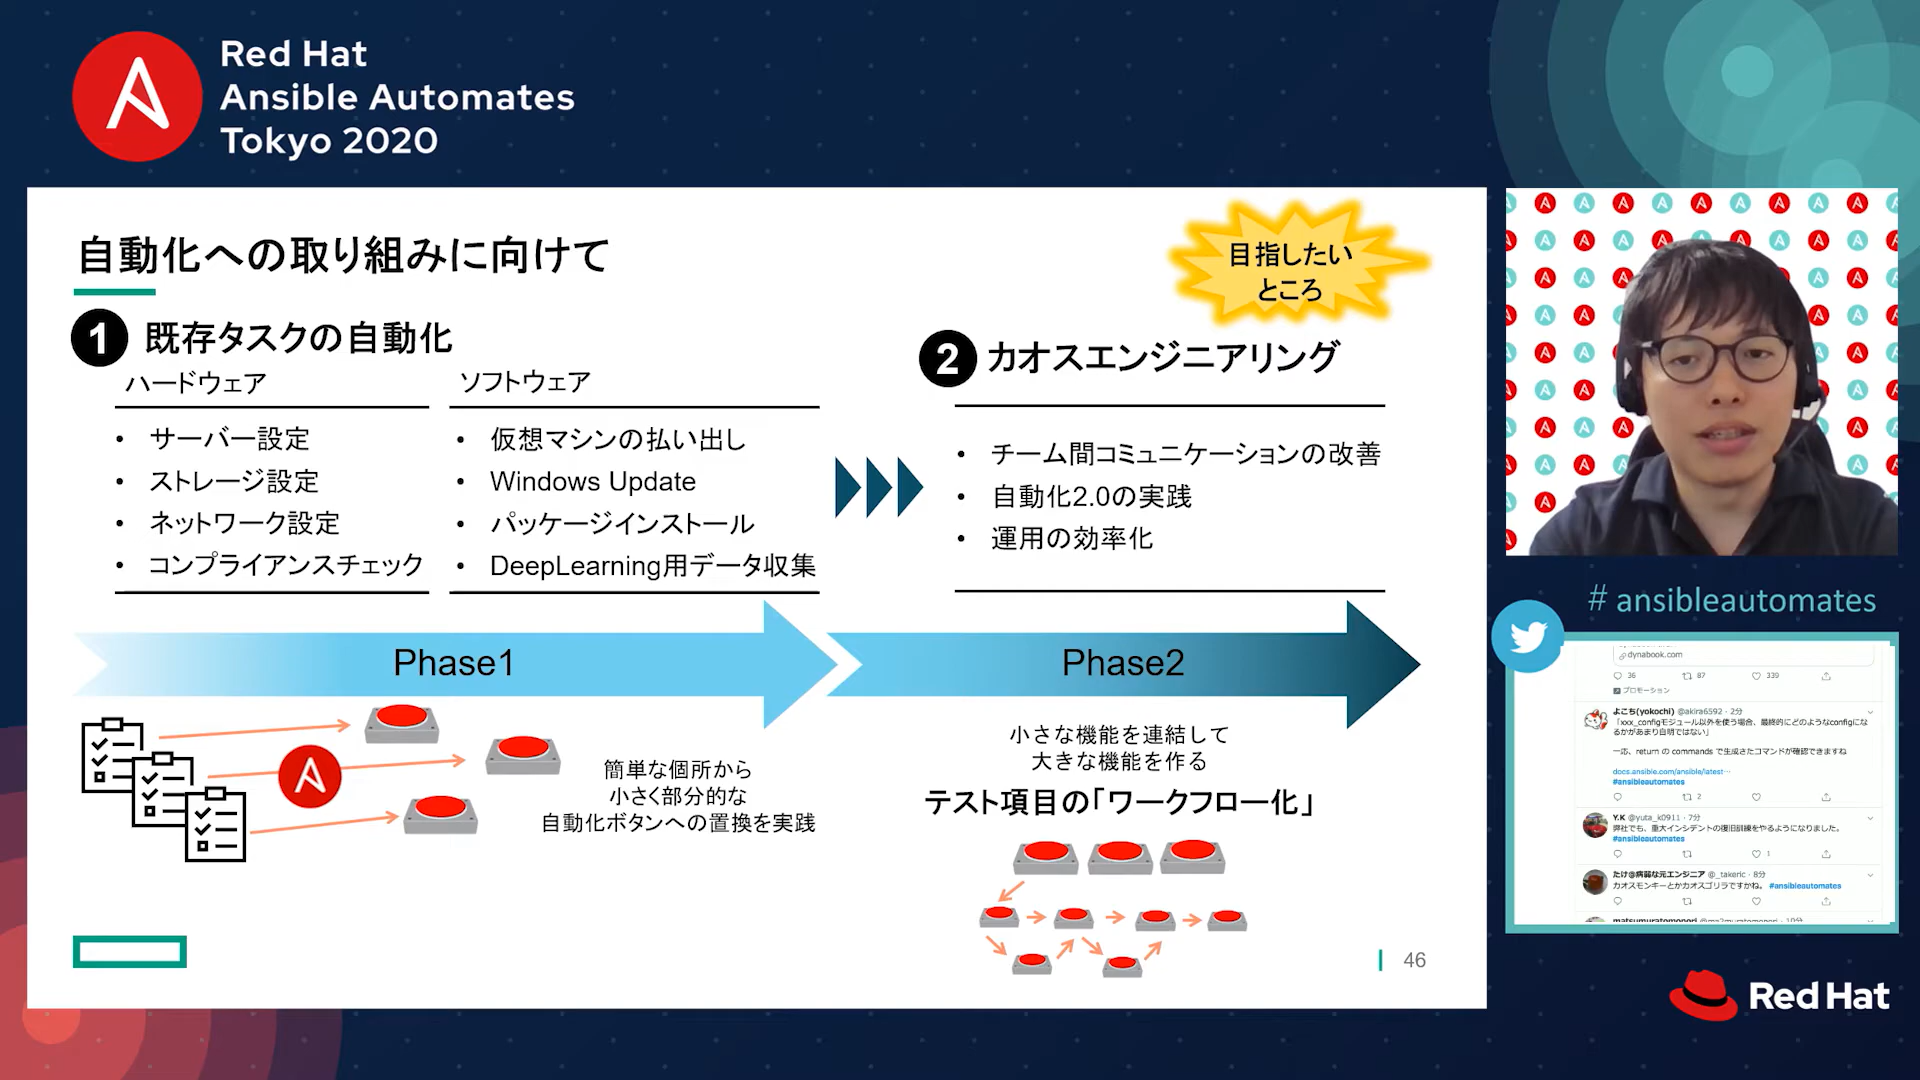 Red Hat
Ansible Automates
Tokyo 2020
自動化への取り組みに向けて
目指したい
ところ
1 既存タスクの自動化
ハードウェア
• サーバー設定
• ストレージ設定
• ネットワーク設定
• コンプライアンスチェック
ソフトウェア
• 仮想マシンの払い出し
• Windows Update
• パッケージインストール
• DeepLearning用データ収集
2 カオスエンジニアリング
• チーム間コミュニケーションの改善
• 自動化2.0の実践
• 運用の効率化
Phase1
Phase2
簡単な個所から
小さく部分的な
自動化ボタンへの置換を実践
小さな機能を連結して
大きな機能を作る
テスト項目の「ワークフロー化」
46
# ansibleautomates
dynabook.com
36 87 339
プロモーション
よこち(yokochi) @akira6592 · 2分
「xxx_configモジュール以外を使う場合、最終的にどのようなconfigにな
るかがあまり自明ではない」
一応、return の commands で生成さたコマンドが確認できますね
docs.ansible.com/ansible/latest…
#ansibleautomates
2
Y.K @yuta_k0911 · 7分
弊社でも、重大インシデントの復旧訓練をやるようになりました。
#ansibleautomates
1
たけ@病弱な元エンジニア @_takeric · 8分
カオスモンキーとかカオスゴリラですかね。 #ansibleautomates
Red Hat